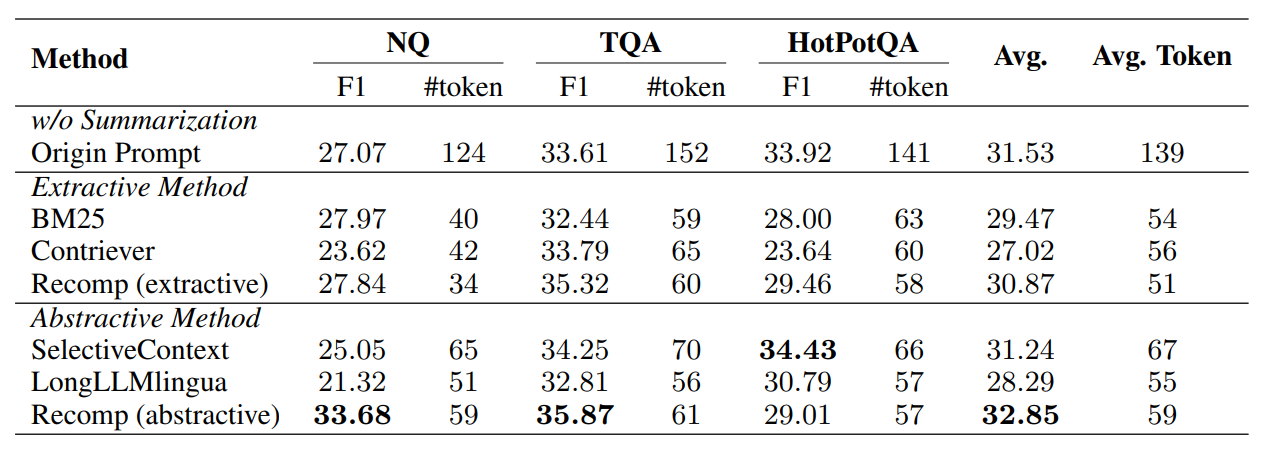 Method NQ TQA HotPotQA Avg. Avg. Token
F1 #token F1 #token F1 #token
w/o Summarization
Origin Prompt 27.07 124 33.61 152 33.92 141 31.53 139
Extractive Method
BM25 27.97 40 32.44 59 28.00 63 29.47 54
Contriever 23.62 42 33.79 65 23.64 60 27.02 56
Recomp (extractive) 27.84 34 35.32 60 29.46 58 30.87 51
Abstractive Method
SelectiveContext 25.05 65 34.25 70 34.43 66 31.24 67
LongLLMlingua 21.32 51 32.81 56 30.79 57 28.29 55
Recomp (abstractive) 33.68 59 35.87 61 29.01 57 32.85 59